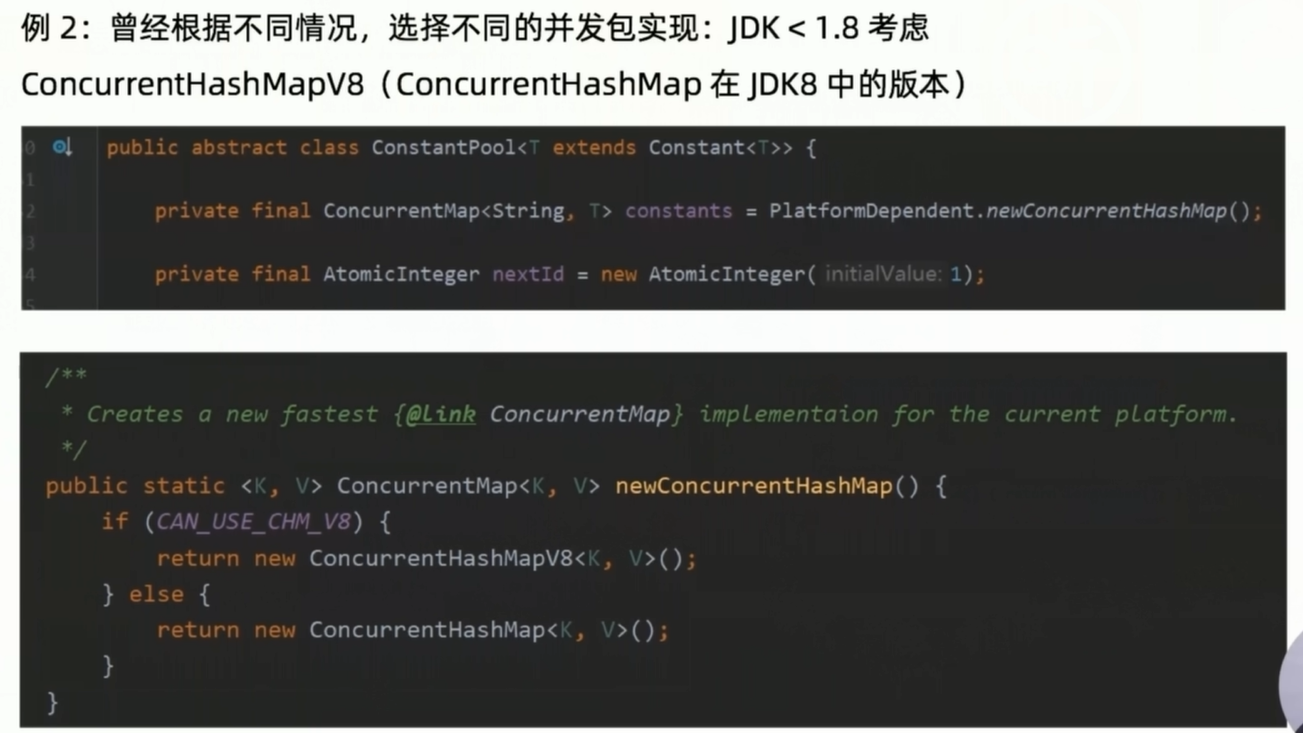 例 2：曾经根据不同情况，选择不同的并发包实现：JDK < 1.8 考虑
ConcurrentHashMapV8（ConcurrentHashMap 在 JDK8 中的版本）
0 public abstract class ConstantPool<T extends Constant<T>> {
1
2 private final ConcurrentMap<String, T> constants = PlatformDependent.newConcurrentHashMap();
3
4 private final AtomicInteger nextId = new AtomicInteger( initialValue: 1);
5
/**
* Creates a new fastest {@link ConcurrentMap} implementaion for the current platform.
*/
public static <K, V> ConcurrentMap<K, V> newConcurrentHashMap() {
if (CAN_USE_CHM_V8) {
return new ConcurrentHashMapV8<K, V>();
} else {
return new ConcurrentHashMap<K, V>();
}
}